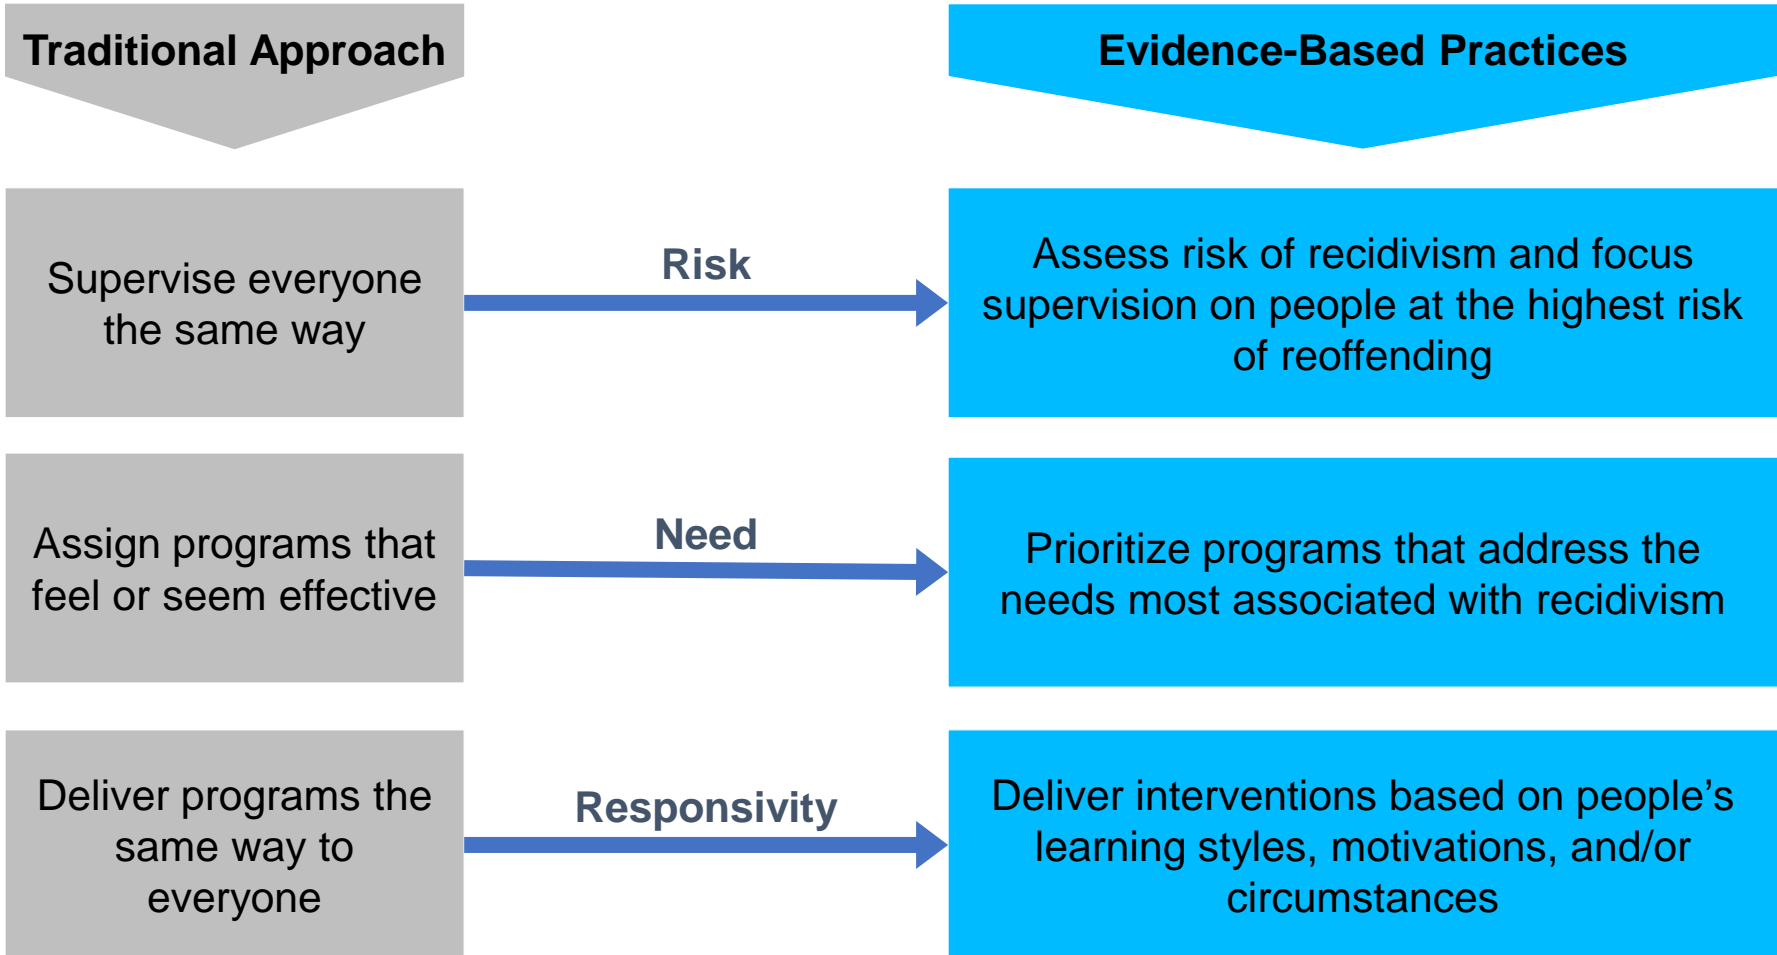 Traditional Approach
Evidence-Based Practices
Supervise everyone
the same way
Risk
Assess risk of recidivism and focus
supervision on people at the highest risk
of reoffending
Assign programs that
feel or seem effective
Need
Prioritize programs that address the
needs most associated with recidivism
Deliver programs the
same way to
everyone
Responsivity
Deliver interventions based on people’s
learning styles, motivations, and/or
circumstances